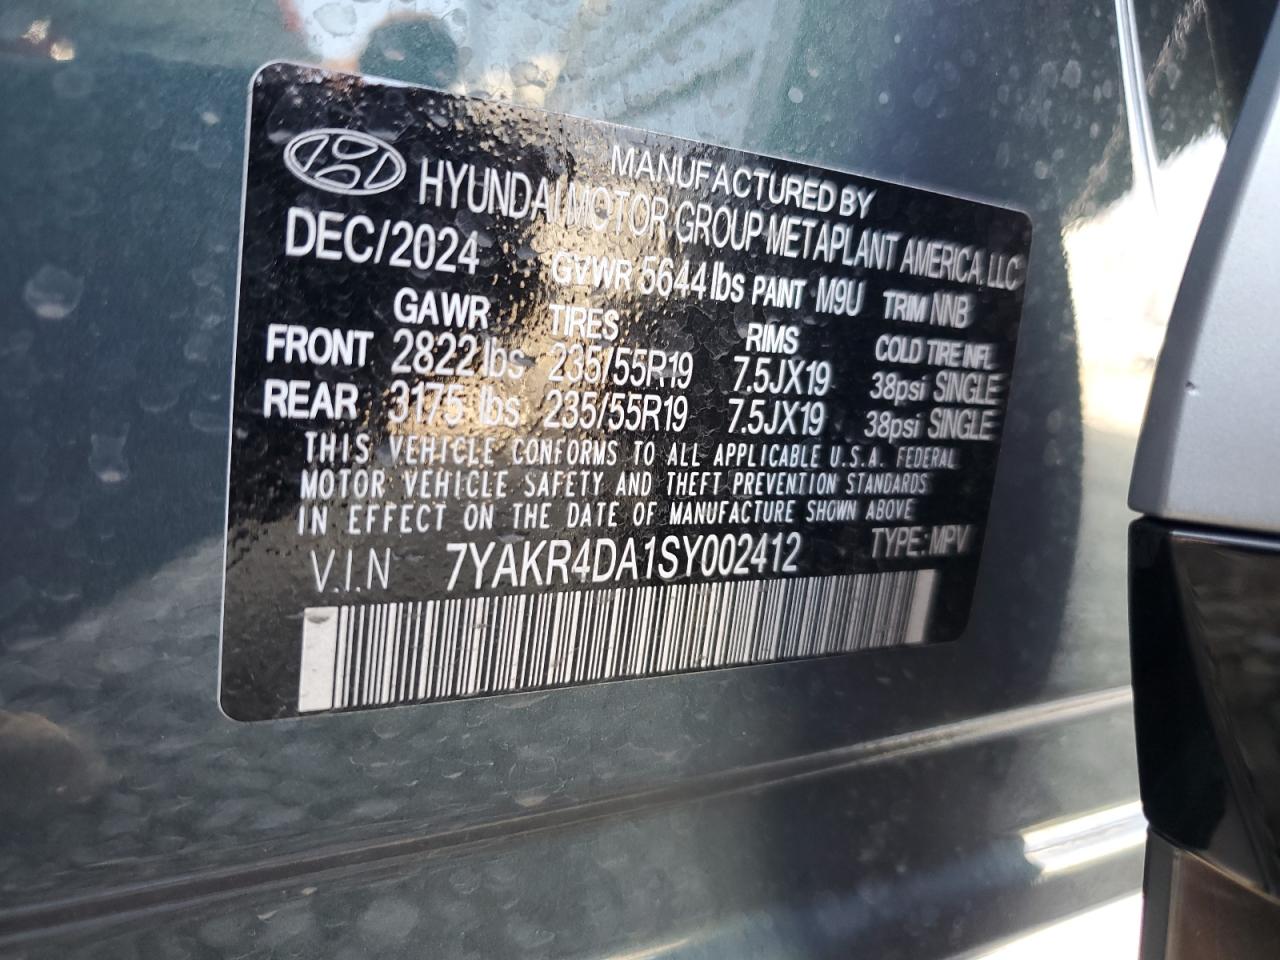 MANUFACTURED BY
HYUNDAI MOTOR GROUP METAPLANT AMERICA, LLC
DEC/2024 GVWR 5644 lbs PAINT M9U TRIM NNB
GAWR TIRES RIMS COLD TIRE INFL
FRONT 2822 lbs 235/55R19 7.5JX19 38psi SINGLE
REAR 3175 lbs 235/55R19 7.5JX19 38psi SINGLE
THIS VEHICLE CONFORMS TO ALL APPLICABLE U.S.A. FEDERAL
MOTOR VEHICLE SAFETY AND THEFT PREVENTION STANDARDS
IN EFFECT ON THE DATE OF MANUFACTURE SHOWN ABOVE
V.I.N 7YAKR4DA1SY002412 TYPE: MPV